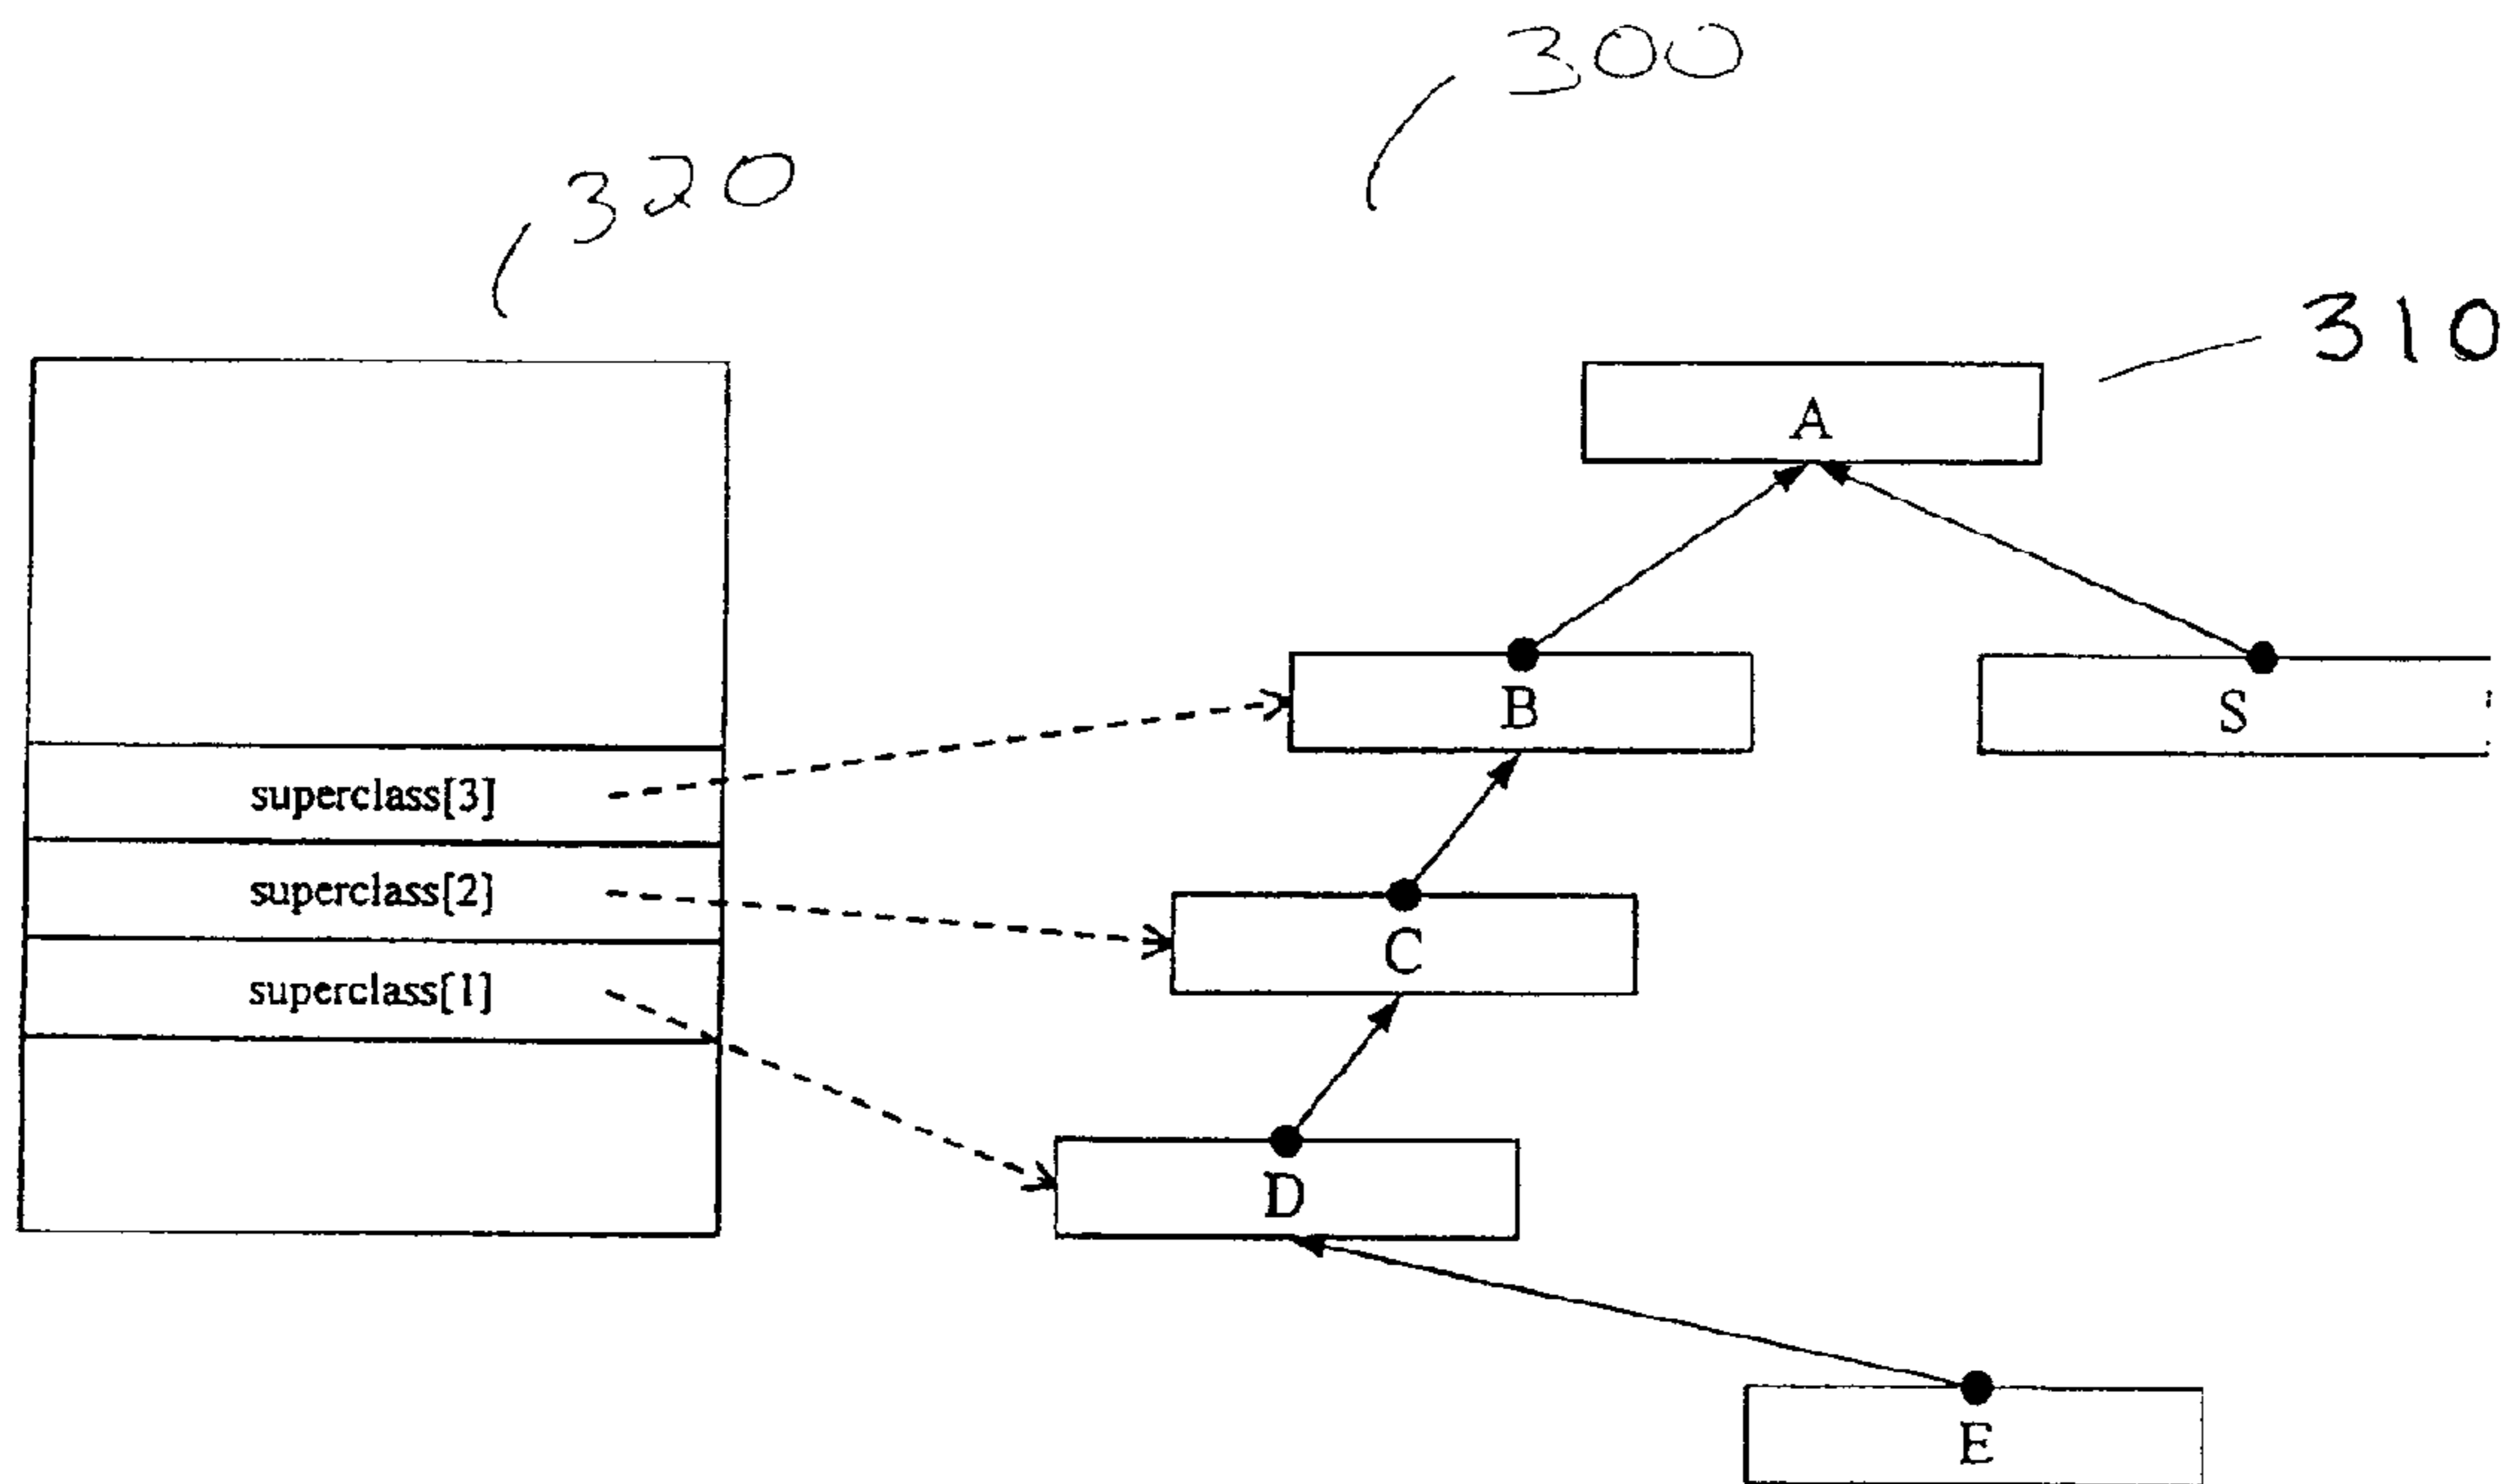 300
320
310
A
B
S
superclass[3]
superclass[2]
C
superclass[1]
D
E